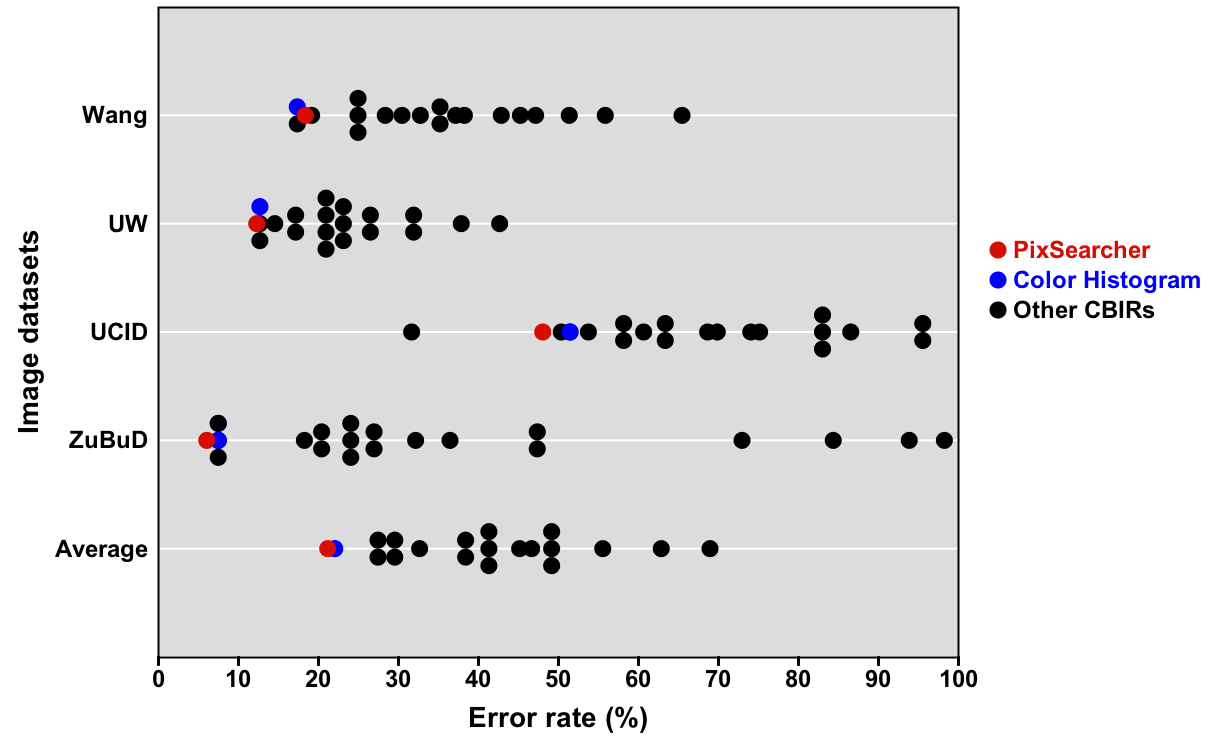 Wang
UW
UCID
ZuBuD
Average
Image datasets
0 10 20 30 40 50 60 70 80 90 100
Error rate (%)
PixSearcher
Color Histogram
Other CBIRs